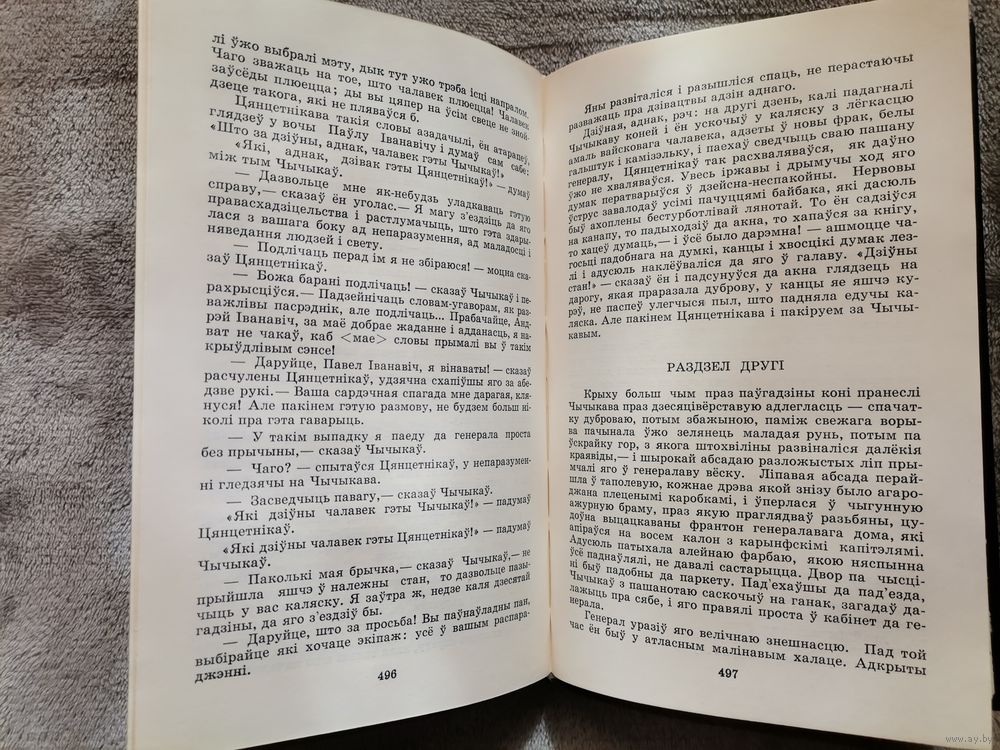 лі ўжо выбралі мэту, дык тут ужо трэба ісці напралом.
Чаго зважаць на тое, што чалавек плюецца! Чалавек
заўсёды плюецца; ды вы цяпер на ўсім свеце не зной-
дзеце такога, які не пляваўся б.
Цянцетнікава такія словы азадачылі, ён атарапеў,
глядзеў у вочы Паўлу Іванавічу і думаў сам сабе:
«Што за дзіўны, аднак, чалавек гэты Чычыкаў!»
«Які, аднак, дзівак гэты Цянцетнікаў!» — думаў
між тым Чычыкаў.
— Дазвольце мне як-небудзь уладкаваць гэтую
справу,— сказаў ён уголас.— Я магу з'ездзіць да яго
правасхадзіцельства і растлумачыць, што гэта здары-
лася з вашага боку ад непаразумення, ад маладосці і
няведання людзей і свету.
— Подлічаць перад ім я не збіраюся! — моцна ска-
заў Цянцетнікаў.
— Божа барані подлічаць! — сказаў Чычыкаў і пе-
рахрысціўся.— Падзейнічаць словам-угаворам, як раз-
важлівы пасрэднік, але подлічаць... Прабачайце, Анд-
рэй Іванавіч, за маё добрае жаданне і адданасць, я на-
ват не чакаў, каб <мае> словы прымалі вы ў такім
крыўдлівым сэнсе!
— Даруйце, Павел Іванавіч, я вінаваты! — сказаў
расчулены Цянцетнікаў, удзячна схапіўшы яго за абе-
дзве рукі.— Ваша сардэчная спагада мне дарагая, кля-
нуся! Але пакінем гэтую размову, не будзем больш ні-
колі пра гэта гаварыць.
— У такім выпадку я паеду да генерала проста
без прычыны,— сказаў Чычыкаў.
— Чаго? — спытаўся Цянцетнікаў, у непаразумен-
ні гледзячы на Чычыкава.
— Засведчыць павагу,— сказаў Чычыкаў.
«Які дзіўны чалавек гэты Чычыкаў!» — падумаў
Цянцетнікаў.
«Які дзіўны чалавек гэты Цянцетнікаў!» — падумаў
Чычыкаў.
— Паколькі мая брычка,— сказаў Чычыкаў,— не
прыйшла яшчэ ў належны стан, то дазвольце пазы-
чыць у вас каляску. Я заўтра ж, недзе каля дзесятай
гадзіны, да яго з'ездзіў бы.
— Даруйце, што за просьба! Вы паўнаўладны пан,
выбірайце які хочаце экіпаж: усё ў вашым распара-
джэнні.
496
Яны развіталіся і разышліся спаць, не перастаючы
разважаць пра дзівацтвы адзін аднаго.
Дзіўная, аднак, рэч: на другі дзень, калі падагналі
Чычыкаву коней і ён ускочыў у каляску з лёгкасцю
амаль вайсковага чалавека, адзеты ў новы фрак, белы
гальштук і камізэльку, і паехаў сведчыць сваю пашану
генералу, Цянцетнікаў так расхваляваўся, як даўно
ўжо не хваляваўся. Увесь іржавы і дрымучы ход яго
думак ператварыўся ў дзейсна-неспакойны. Нервовы
ўструс завалодаў усімі пачуццямі байбака, які дасюль
быў ахоплены бестурботлівай лянотай. То ён садзіўся
на канапу, то падыходзіў да акна, то хапаўся за кнігу,
то хацеў думаць,— і ўсё было дарэмна! — ашмоцце ча-
госьці падобнага на думкі, канцы і хвосцікі думак лез-
лі і адусюль наклёўваліся да яго ў галаву. «Дзіўны
стан!» — сказаў ён і падсунуўся да акна глядзець на
дарогу, якая праразала дуброву, у канцы яе яшчэ ку-
рэў, не паспеў улегчыся пыл, што падняла едучы ка-
ляска. Але пакінем Цянцетнікава і пакіруем за Чычы-
кавым.
РАЗДЗЕЛ ДРУГІ
Крыху больш чым праз паўгадзіны коні пранеслі
Чычыкава праз дзесяцівёрставую адлегласць — спачат-
ку дуброваю, потым збажыною, паміж свежага воры-
ва пачынала ўжо зелянець маладая рунь, потым па
ўскрайку гор, з якога штохвіліны развіналіся далёкія
краявіды,— і шырокай абсадаю разложыстых ліп пры-
мчалі яго ў генералаву вёску. Ліпавая абсада перай-
шла ў таполевую, кожнае дрэва якой знізу было агаро-
джана плеценымі каробкамі, і ўперлася ў чыгунную
ажурную браму, праз якую праглядваў разьбяны, цу-
доўна выцацкаваны франтон генералавага дома, які
апіраўся на восем калон з карынфскімі капітэлямі.
Адусюль патыхала алейнаю фарбаю, якою няспынна
ўсё паднаўлялі, не давалі састарыцца. Двор па чысці-
ні быў падобны да паркету. Пад'ехаўшы да пад'езда,
Чычыкаў з пашанотаю саскочыў на ганак, загадаў да-
лажыць пра сябе, і яго правялі проста ў кабінет да ге-
нерала.
Генерал уразіў яго велічнаю знешнасцю. Пад той
час ён быў у атласным малінавым халаце. Адкрыты
497
www.ay.by